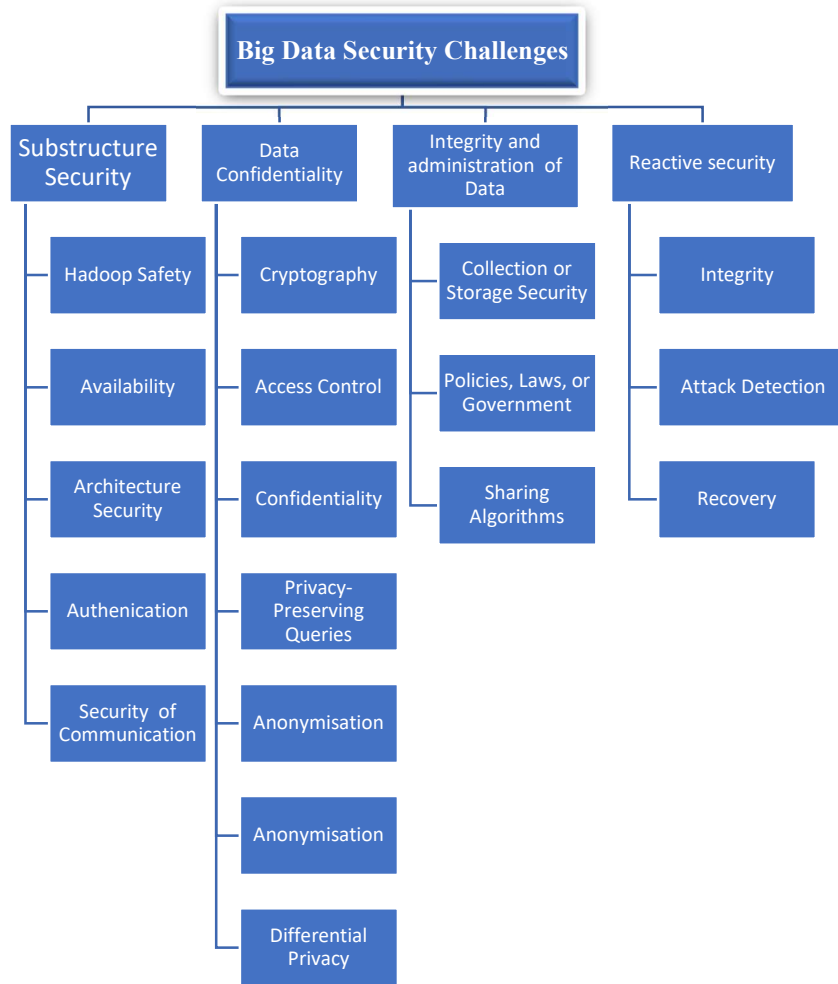 Big Data Security Challenges
Substructure
Security
Hadoop Safety
Availability
Architecture
Security
Authenication
Security of
Communication
Data
Confidentiality
Cryptography
Access Control
Confidentiality
Privacy-
Preserving
Queries
Anonymisation
Anonymisation
Differential
Privacy
Integrity and
administration of
Data
Collection or
Storage Security
Policies, Laws, or
Government
Sharing
Algorithms
Reactive security
Integrity
Attack Detection
Recovery